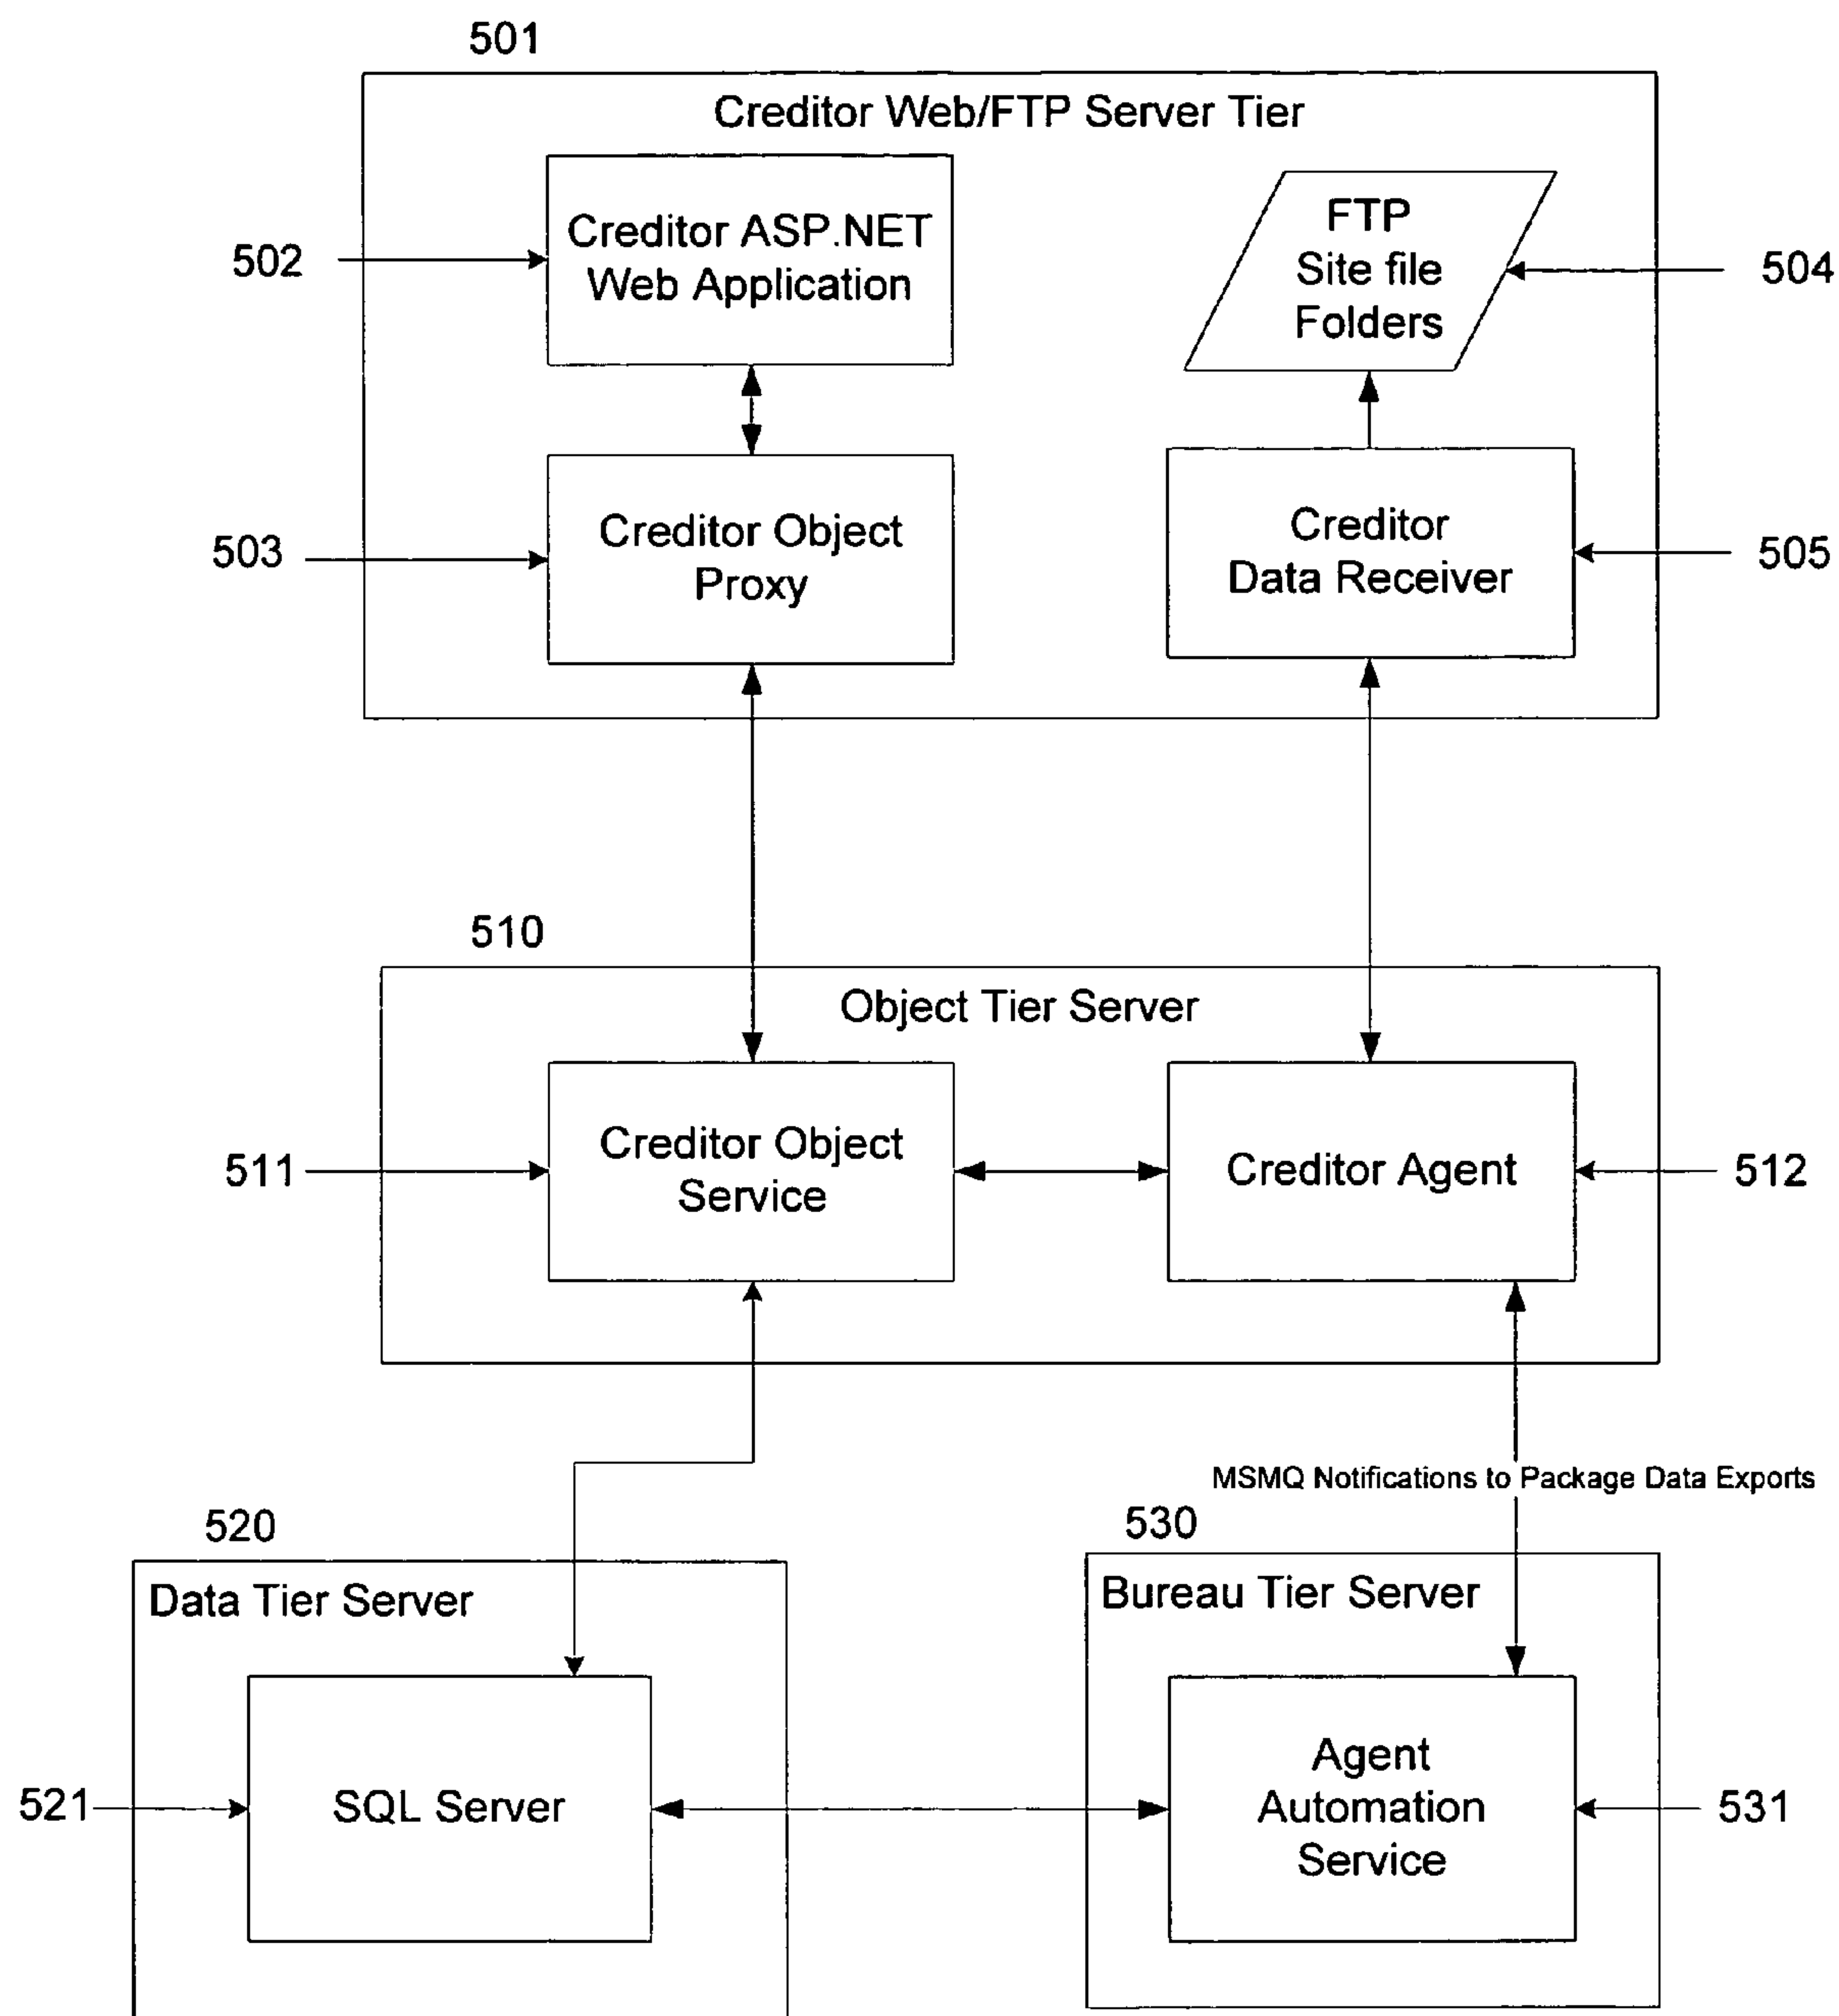 501
Creditor Web/FTP Server Tier
Creditor ASP.NET
Web Application
502
FTP
Site file
Folders
504
Creditor Object
Proxy
503
Creditor
Data Receiver
505
510
Object Tier Server
Creditor Object
Service
511
Creditor Agent
512
MSMQ Notifications to Package Data Exports
520
530
Data Tier Server
Bureau Tier Server
521
SQL Server
Agent
Automation
Service
531